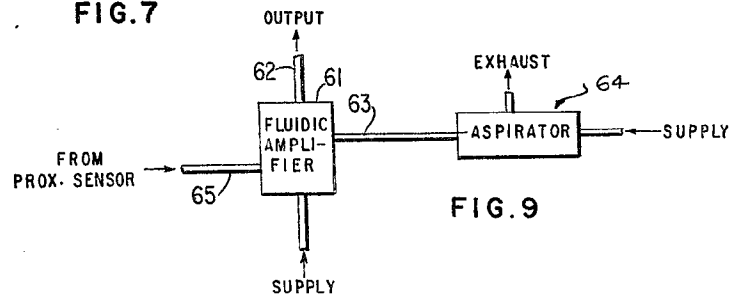 FIG.7
OUTPUT
62
61
EXHAUST
64
63
FLUIDIC
AMPLI-
FIER
ASPIRATOR
SUPPLY
FROM
PROX. SENSOR
65
FIG.9
SUPPLY